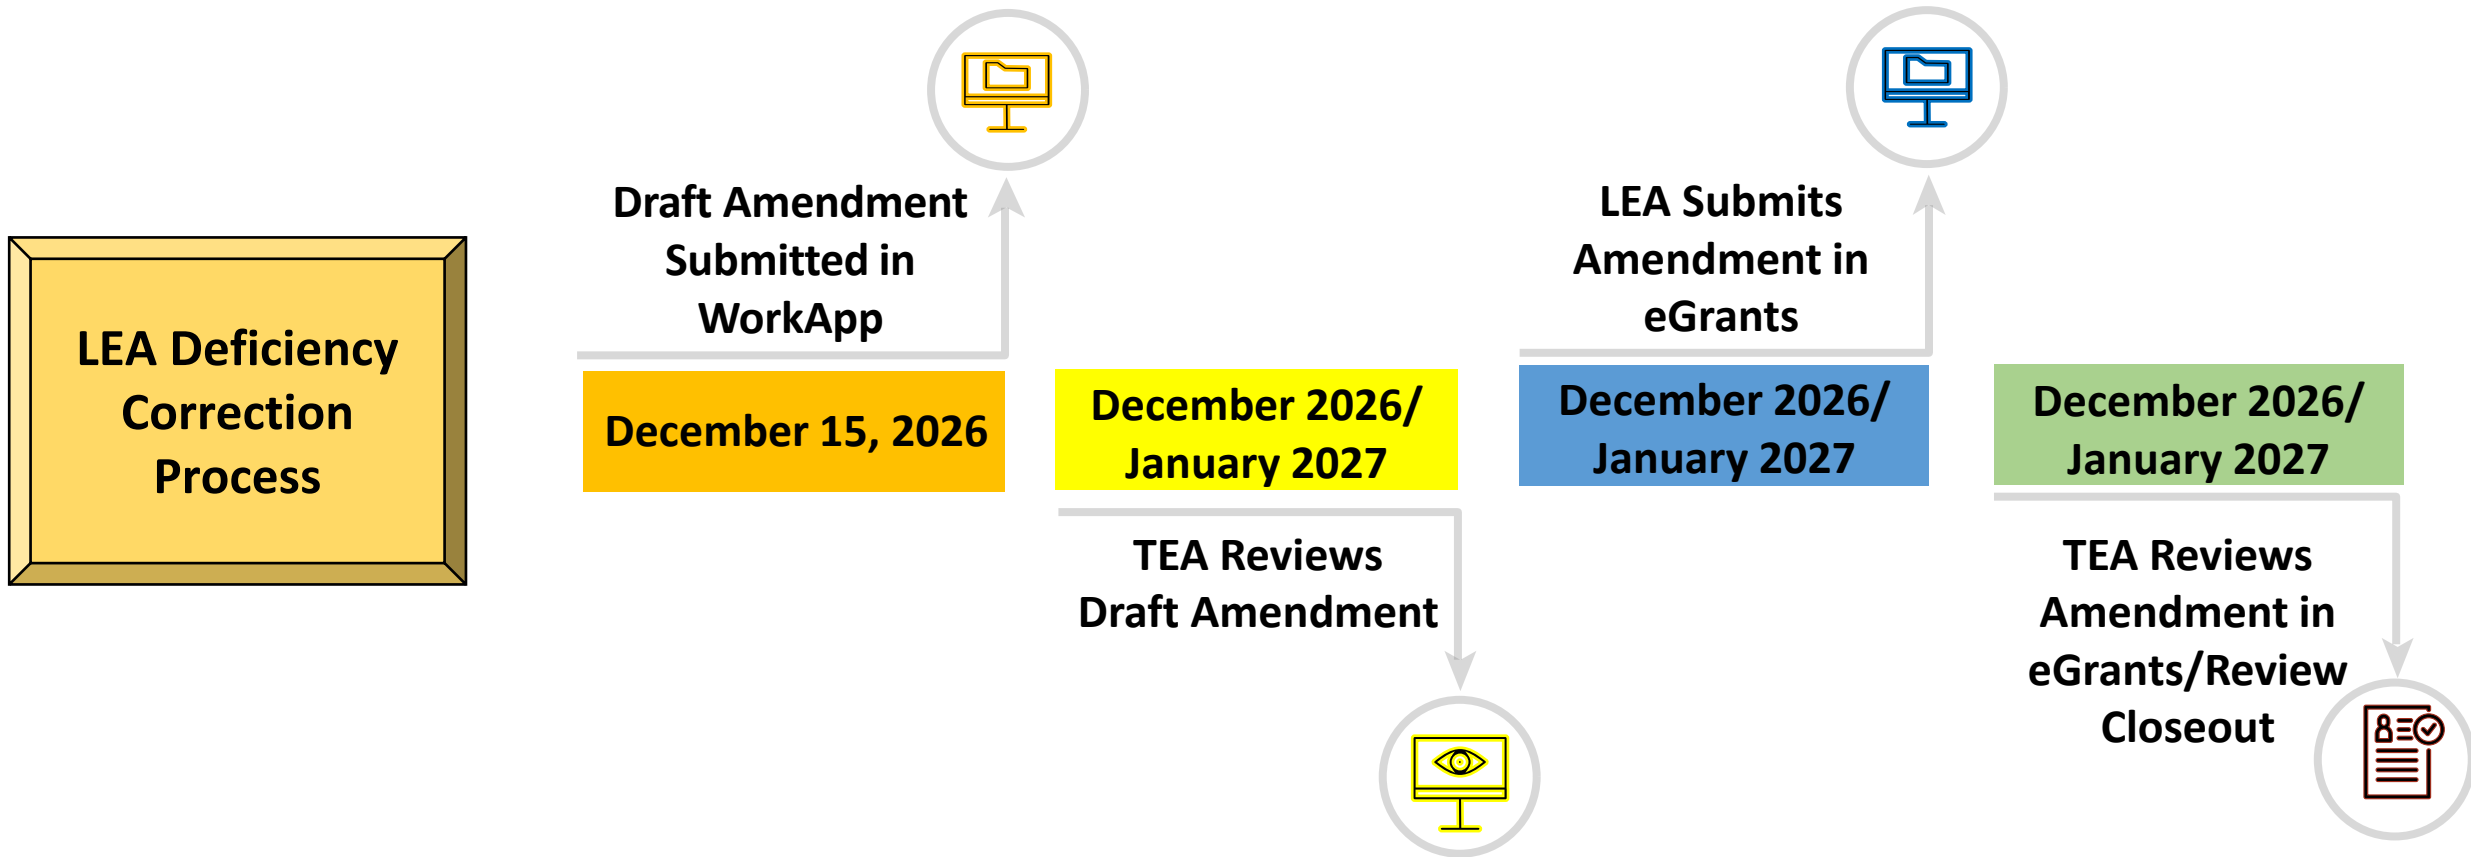 LEA Deficiency
Correction
Process
Draft Amendment
Submitted in
WorkApp
December 15, 2026
December 2026/
January 2027
TEA Reviews
Draft Amendment
LEA Submits
Amendment in
eGrants
December 2026/
January 2027
December 2026/
January 2027
TEA Reviews
Amendment in
eGrants/Review
Closeout